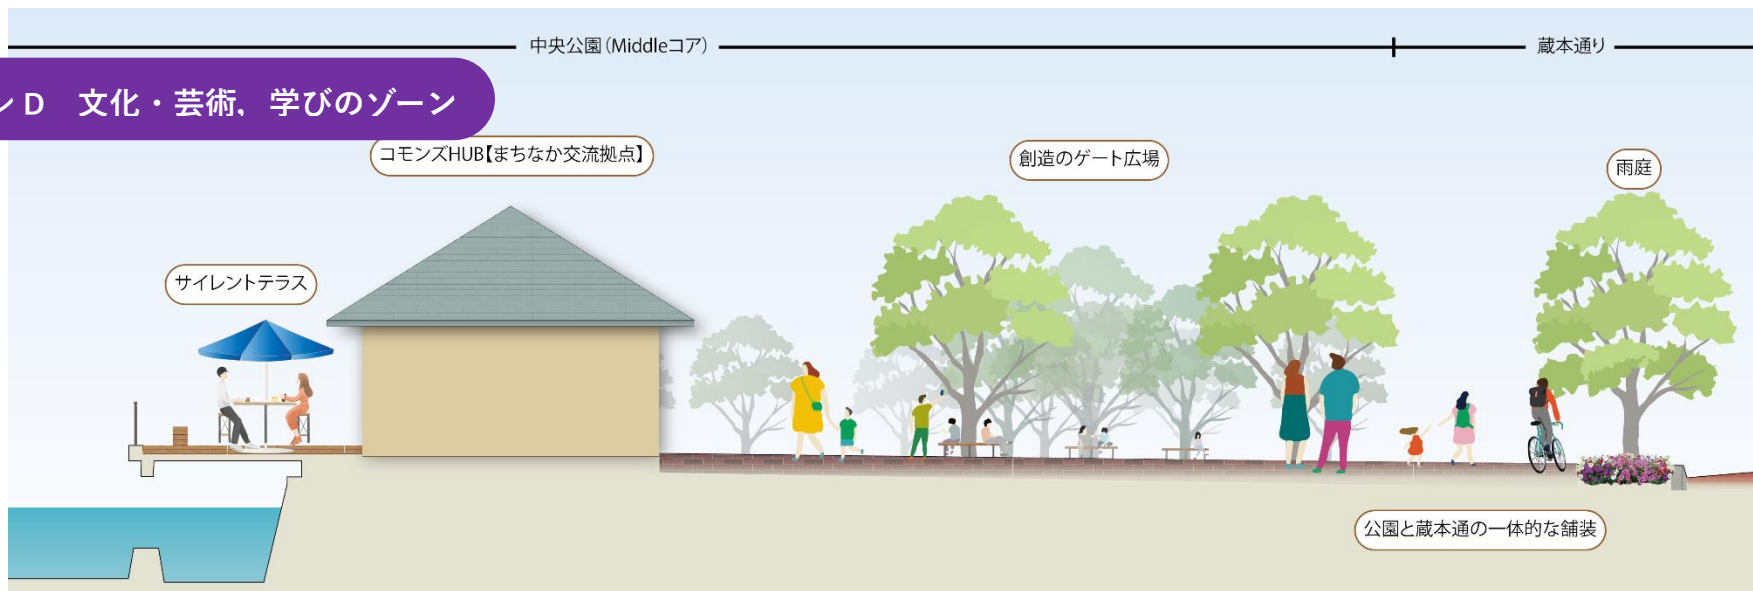 中央公園（Middleコア）
蔵本通り
ンD　文化・芸術，学びのゾーン
コモンズHUB【まちなか交流拠点】
創造のゲート広場
雨庭
サイレントテラス
公園と蔵本通の一体的な舗装